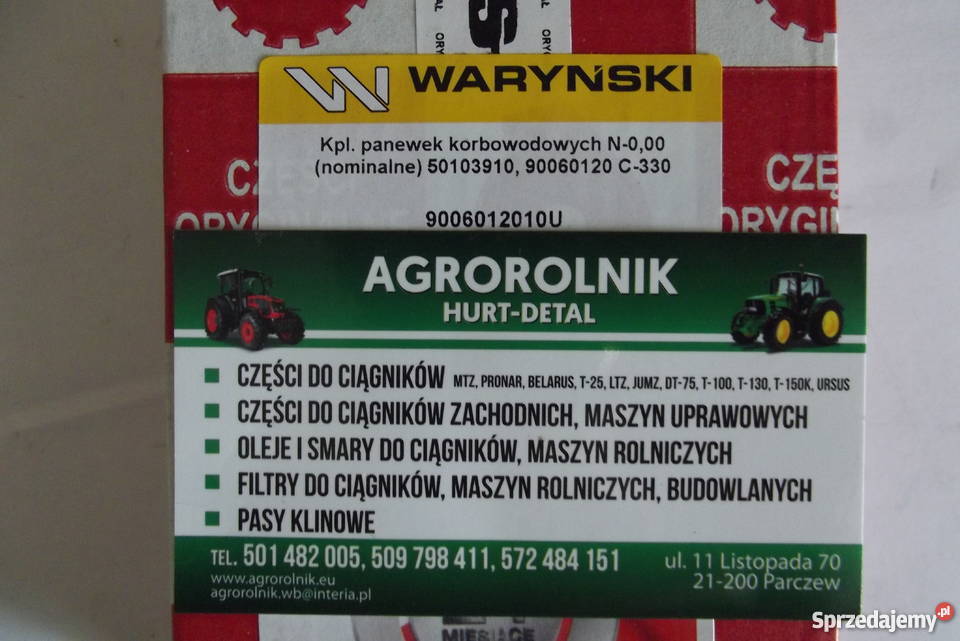 WARYŃSKI
Kpl. panewek korbowodowych N-0,00
(nominalne) 50103910, 90060120 C-330
9006012010U
AGROROLNIK
HURT-DETAL
CZĘŚCI DO CIĄGNIKÓW MTZ, PRONAR, BELARUS, T-25, LTZ, JUMZ, DT-75, T-100, T-130, T-150K, URSUS
CZĘŚCI DO CIĄGNIKÓW ZACHODNICH, MASZYN UPRAWOWYCH
OLEJE I SMARY DO CIĄGNIKÓW, MASZYN ROLNICZYCH
FILTRY DO CIĄGNIKÓW, MASZYN ROLNICZYCH, BUDOWLANYCH
PASY KLINOWE
TEL. 501 482 005, 509 798 411, 572 484 151
ul. 11 Listopada 70
21-200 Parczew
www.agrorolnik.eu
agrorolnik.wb@interia.pl
Sprzedajemy.pl